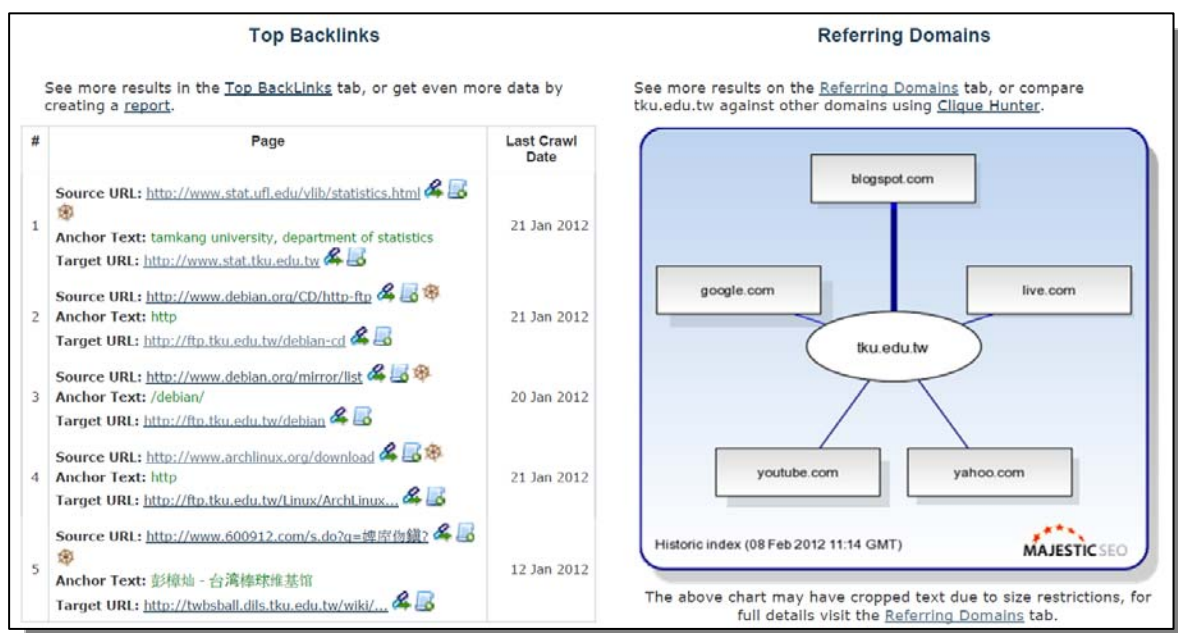 Top Backlinks
See more results in the Top BackLinks tab, or get even more data by
creating a report.
# Page Last Crawl
Date
1
Source URL: http://www.stat.ufl.edu/vlib/statistics.html
Anchor Text: tamkang university, department of statistics
Target URL: http://www.stat.tku.edu.tw
21 Jan 2012
2
Source URL: http://www.debian.org/CD/http-ftp
Anchor Text: http
Target URL: http://ftp.tku.edu.tw/debian-cd
21 Jan 2012
3
Source URL: http://www.debian.org/mirror/list
Anchor Text: /debian/
Target URL: http://ftp.tku.edu.tw/debian
20 Jan 2012
4
Source URL: http://www.archlinux.org/download
Anchor Text: http
Target URL: http://ftp.tku.edu.tw/Linux/ArchLinux...
21 Jan 2012
5
Source URL: http://www.600912.com/s.do?q=
Anchor Text: 彭樟灿 - 台湾棒球维基馆
Target URL: http://twbsball.dils.tku.edu.tw/wiki/...
12 Jan 2012
Referring Domains
See more results on the Referring Domains tab, or compare
tku.edu.tw against other domains using Clique Hunter.
blogspot.com
google.com
live.com
tku.edu.tw
youtube.com
yahoo.com
Historic index (08 Feb 2012 11:14 GMT)
MAJESTICSEO
The above chart may have cropped text due to size restrictions, for
full details visit the Referring Domains tab.